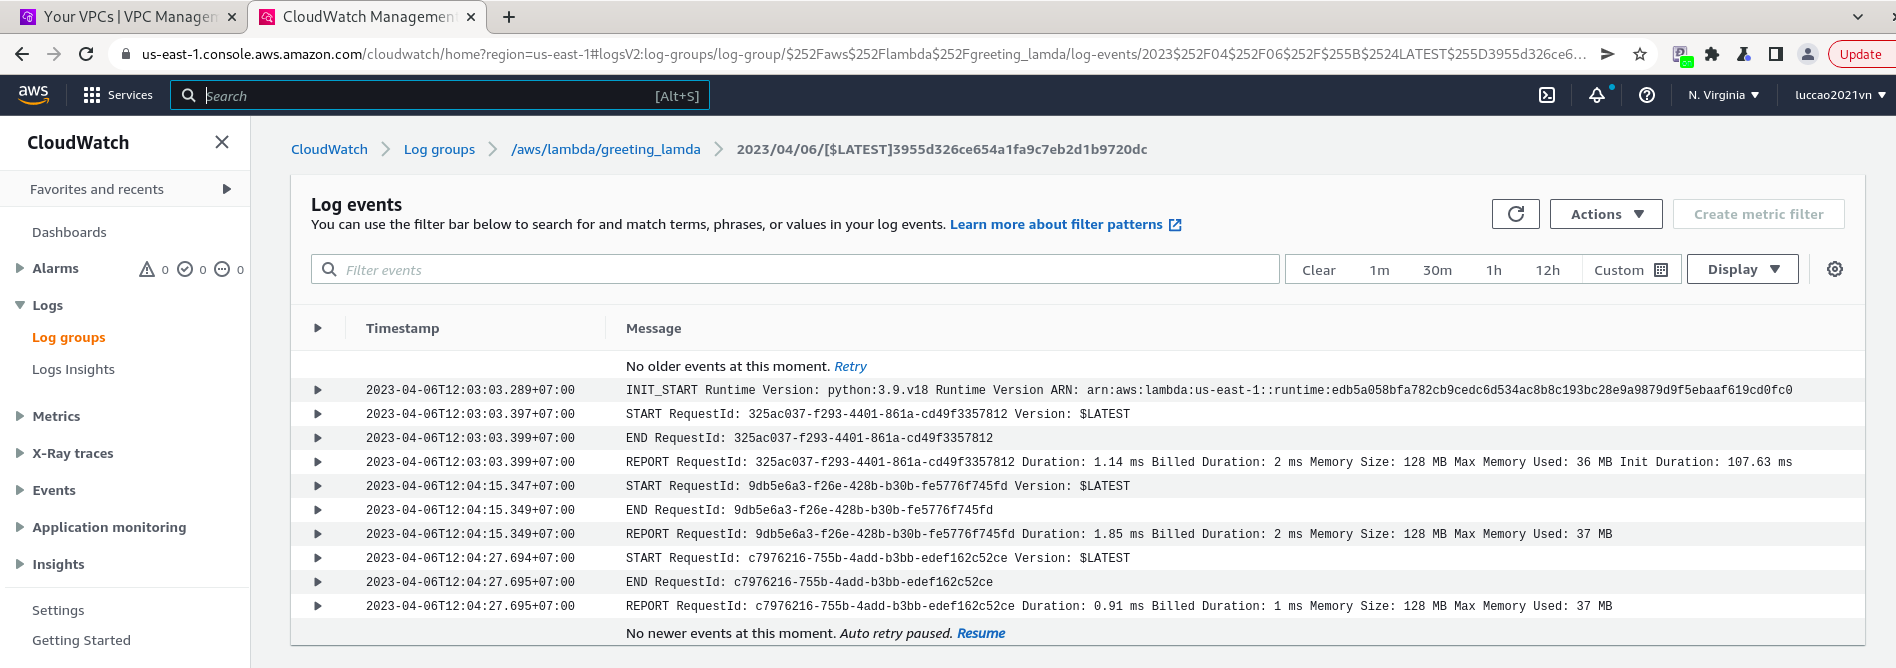 Your VPCs | VPC Managem
CloudWatch Managemen
us-east-1.console.aws.amazon.com/cloudwatch/home?region=us-east-1#logsV2:log-groups/log-group/$252Faws$252Flambda$252Fgreeting_lamda/log-events/2023$252F04$252F06$252F$255B$2524LATEST$255D3955d326ce6...
Update
aws
Services
Search
[Alt+S]
N. Virginia
luccao2021vn
CloudWatch
Favorites and recents
Dashboards
Alarms 0 0 0
Logs
Log groups
Logs Insights
Metrics
X-Ray traces
Events
Application monitoring
Insights
Settings
Getting Started
CloudWatch > Log groups > /aws/lambda/greeting_lamda > 2023/04/06/[$LATEST]3955d326ce654a1fa9c7eb2d1b9720dc
Log events
You can use the filter bar below to search for and match terms, phrases, or values in your log events. Learn more about filter patterns
Actions
Create metric filter
Filter events
Clear 1m 30m 1h 12h Custom
Display
Timestamp Message
No older events at this moment. Retry
2023-04-06T12:03:03.289+07:00 INIT_START Runtime Version: python:3.9.v18 Runtime Version ARN: arn:aws:lambda:us-east-1::runtime:edb5a058bfa782cb9cedc6d534ac8b8c193bc28e9a9879d9f5ebaaf619cd0fc0
2023-04-06T12:03:03.397+07:00 START RequestId: 325ac037-f293-4401-861a-cd49f3357812 Version: $LATEST
2023-04-06T12:03:03.399+07:00 END RequestId: 325ac037-f293-4401-861a-cd49f3357812
2023-04-06T12:03:03.399+07:00 REPORT RequestId: 325ac037-f293-4401-861a-cd49f3357812 Duration: 1.14 ms Billed Duration: 2 ms Memory Size: 128 MB Max Memory Used: 36 MB Init Duration: 107.63 ms
2023-04-06T12:04:15.347+07:00 START RequestId: 9db5e6a3-f26e-428b-b30b-fe5776f745fd Version: $LATEST
2023-04-06T12:04:15.349+07:00 END RequestId: 9db5e6a3-f26e-428b-b30b-fe5776f745fd
2023-04-06T12:04:15.349+07:00 REPORT RequestId: 9db5e6a3-f26e-428b-b30b-fe5776f745fd Duration: 1.85 ms Billed Duration: 2 ms Memory Size: 128 MB Max Memory Used: 37 MB
2023-04-06T12:04:27.694+07:00 START RequestId: c7976216-755b-4add-b3bb-edef162c52ce Version: $LATEST
2023-04-06T12:04:27.695+07:00 END RequestId: c7976216-755b-4add-b3bb-edef162c52ce
2023-04-06T12:04:27.695+07:00 REPORT RequestId: c7976216-755b-4add-b3bb-edef162c52ce Duration: 0.91 ms Billed Duration: 1 ms Memory Size: 128 MB Max Memory Used: 37 MB
No newer events at this moment. Auto retry paused. Resume